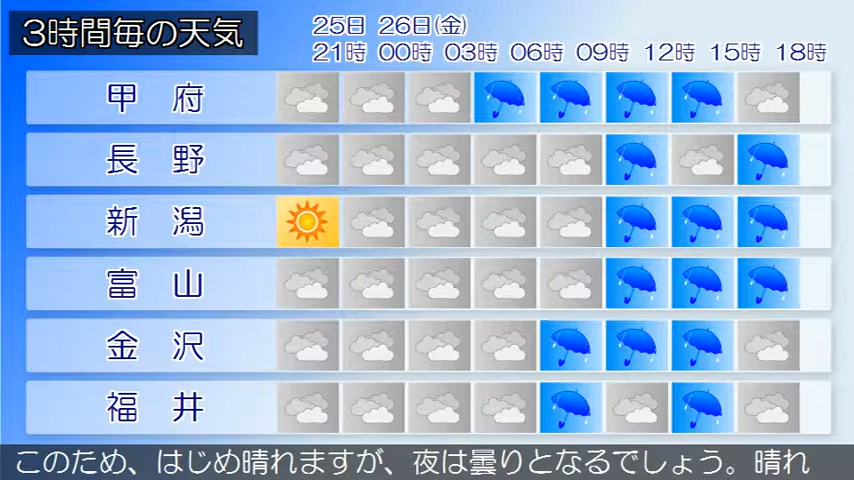 3時間毎の天気
25日 26日(金)
21時 00時 03時 06時 09時 12時 15時 18時
甲府
長野
新潟
富山
金沢
福井
このため、はじめ晴れますが、夜は曇りとなるでしょう。晴れ